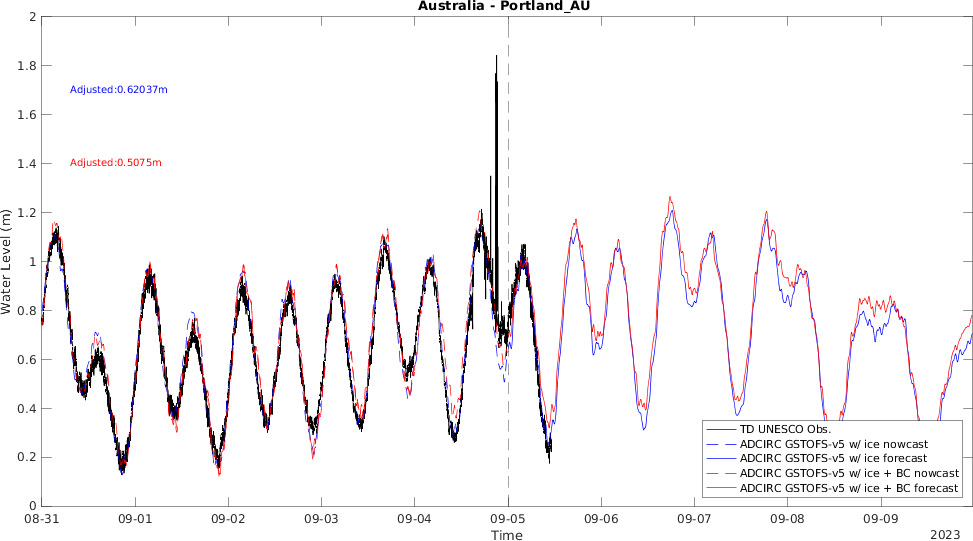 Australia - Portland_AU
2
1.8
1.6
1.4
1.2
1
0.8
0.6
0.4
0.2
0
Water Level (m)
Adjusted:0.62037m
Adjusted:0.5075m
TD UNESCO Obs.
ADCIRC GSTOFS-v5 w/ ice nowcast
ADCIRC GSTOFS-v5 w/ ice forecast
ADCIRC GSTOFS-v5 w/ ice + BC nowcast
ADCIRC GSTOFS-v5 w/ ice + BC forecast
08-31 09-01 09-02 09-03 09-04 09-05 09-06 09-07 09-08 09-09
Time
2023